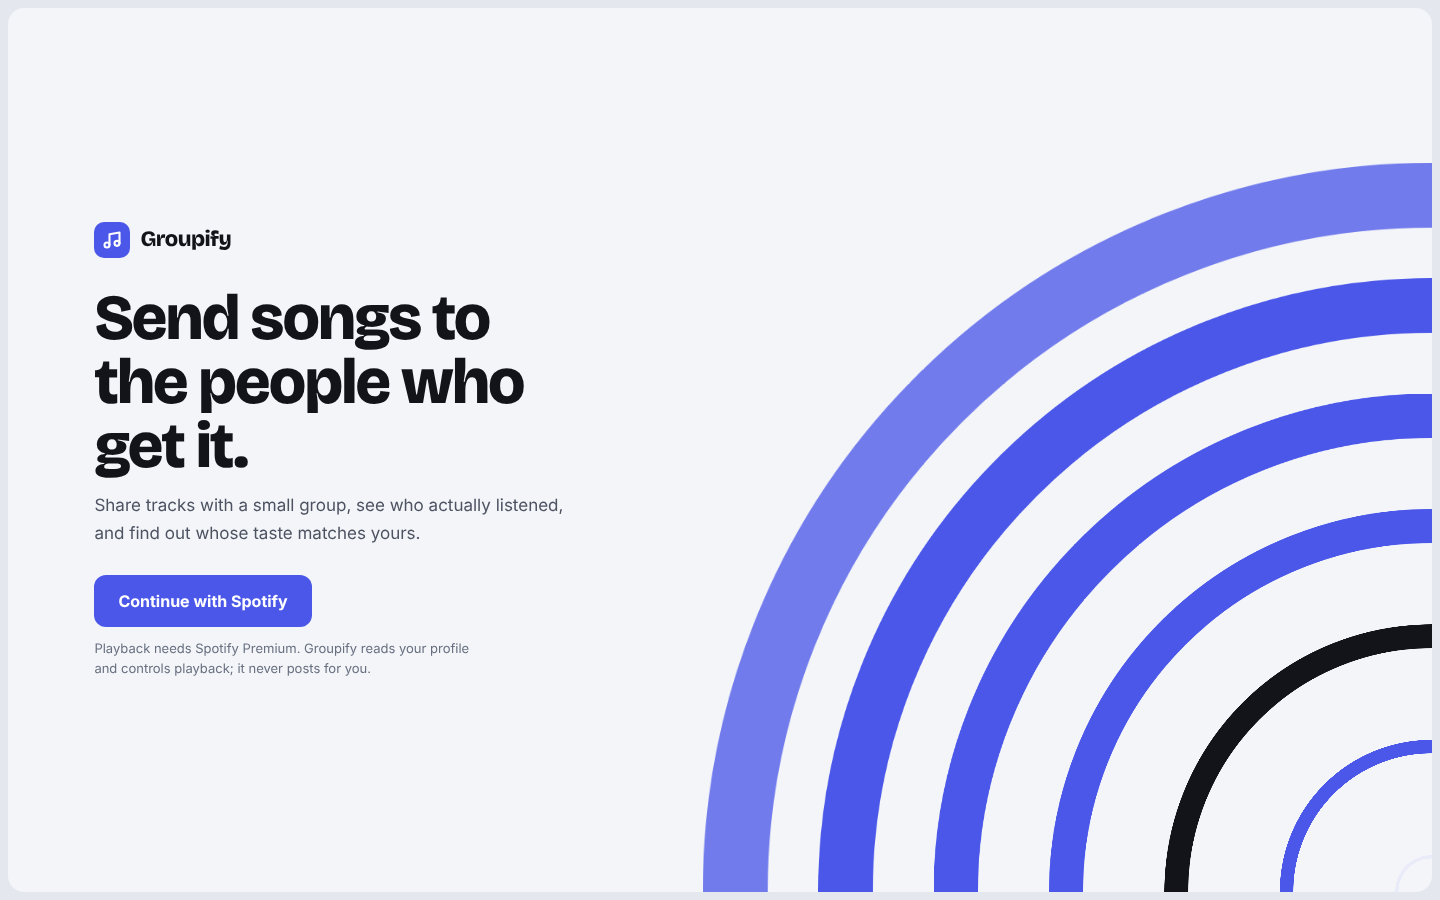 Groupify
Send songs to
the people who
get it.
Share tracks with a small group, see who actually listened,
and find out whose taste matches yours.
Continue with Spotify
Playback needs Spotify Premium. Groupify reads your profile
and controls playback; it never posts for you.